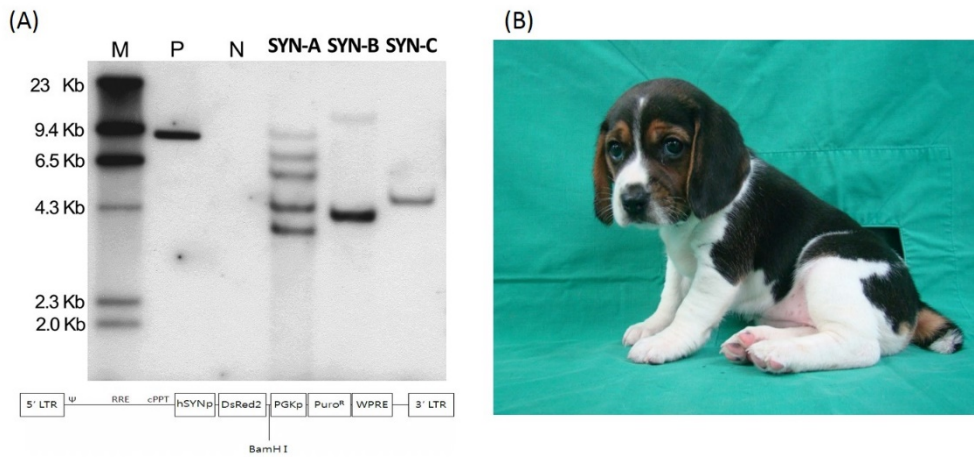 (A)
M P N SYN-A SYN-B SYN-C
23 Kb
9.4 Kb
6.5 Kb
4.3 Kb
2.3 Kb
2.0 Kb
5' LTR Ψ RRE cPPT hSYNp DsRed2 PGKp Puroᴿ WPRE 3' LTR
BamH I
(B)